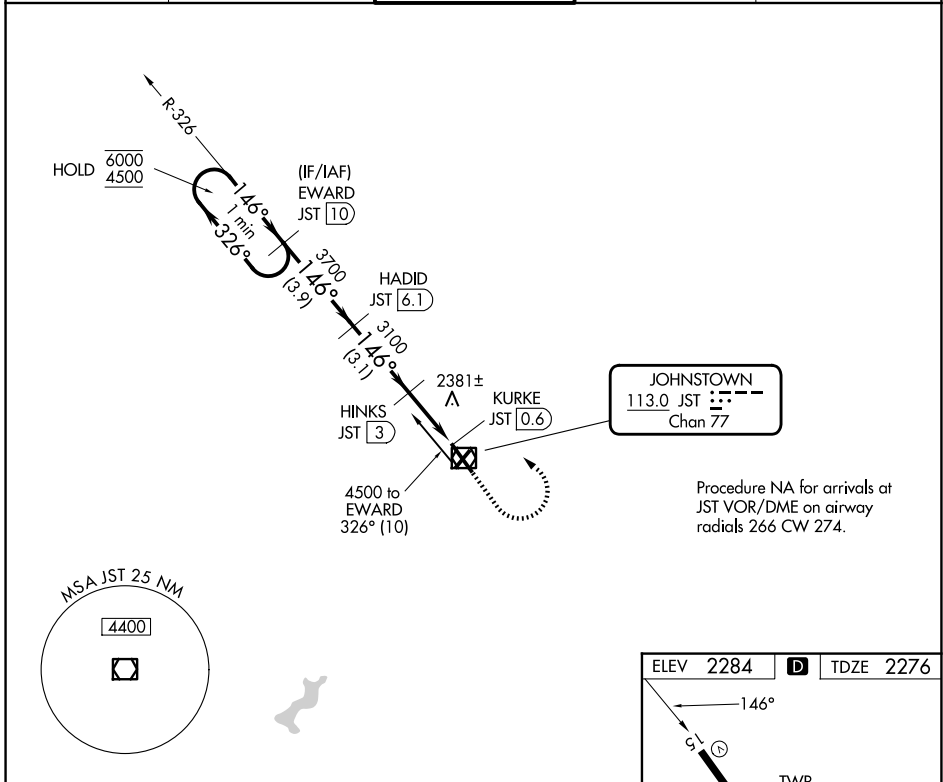 R-326
HOLD 6000
4500
146°
1 min
326°
(IF/IAF)
EWARD
JST 10
3700
146°
(3.9)
HADID
JST 6.1
3100
146°
(3.1)
2381±
HINKS
JST 3
KURKE
JST 0.6
JOHNSTOWN
113.0 JST
Chan 77
4500 to
EWARD
326° (10)
Procedure NA for arrivals at
JST VOR/DME on airway
radials 266 CW 274.
MSA JST 25 NM
4400
ELEV 2284 D TDZE 2276
146°
15
V
TWR